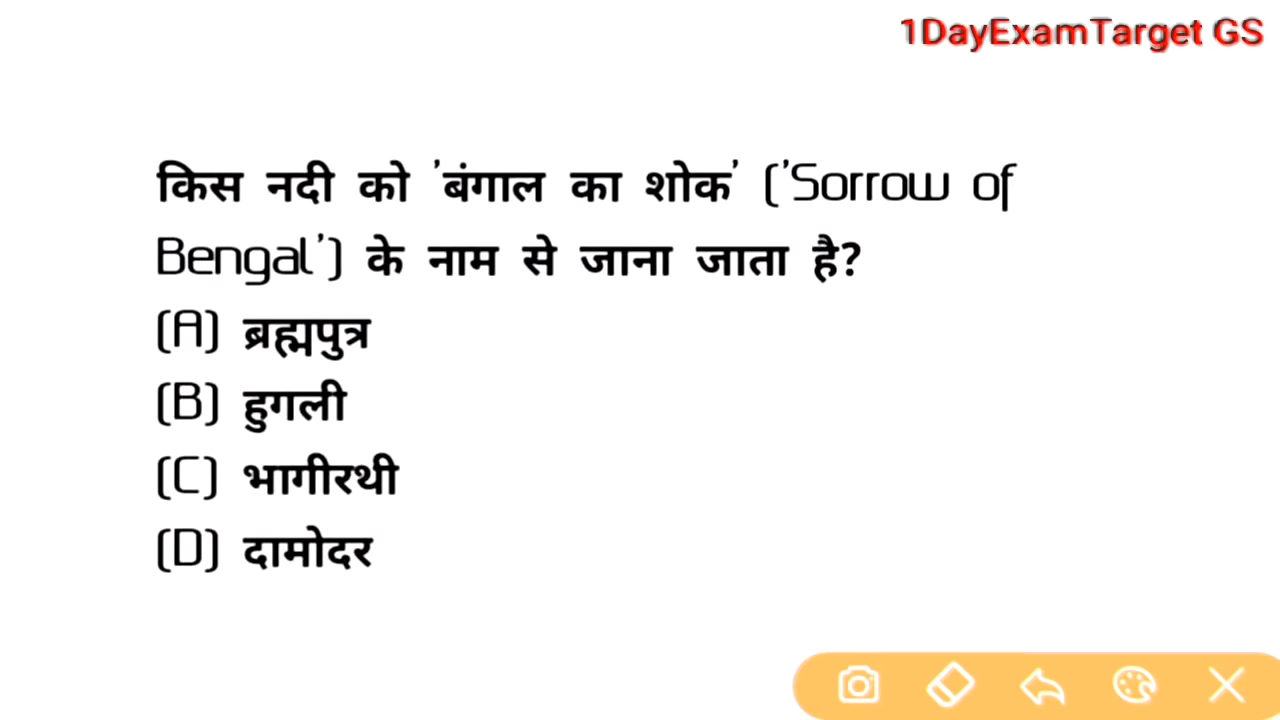 1DayExamTarget GS
किस नदी को 'बंगाल का शोक' ('Sorrow of
Bengal') के नाम से जाना जाता है?
(A) ब्रह्मपुत्र
(B) हुगली
(C) भागीरथी
(D) दामोदर